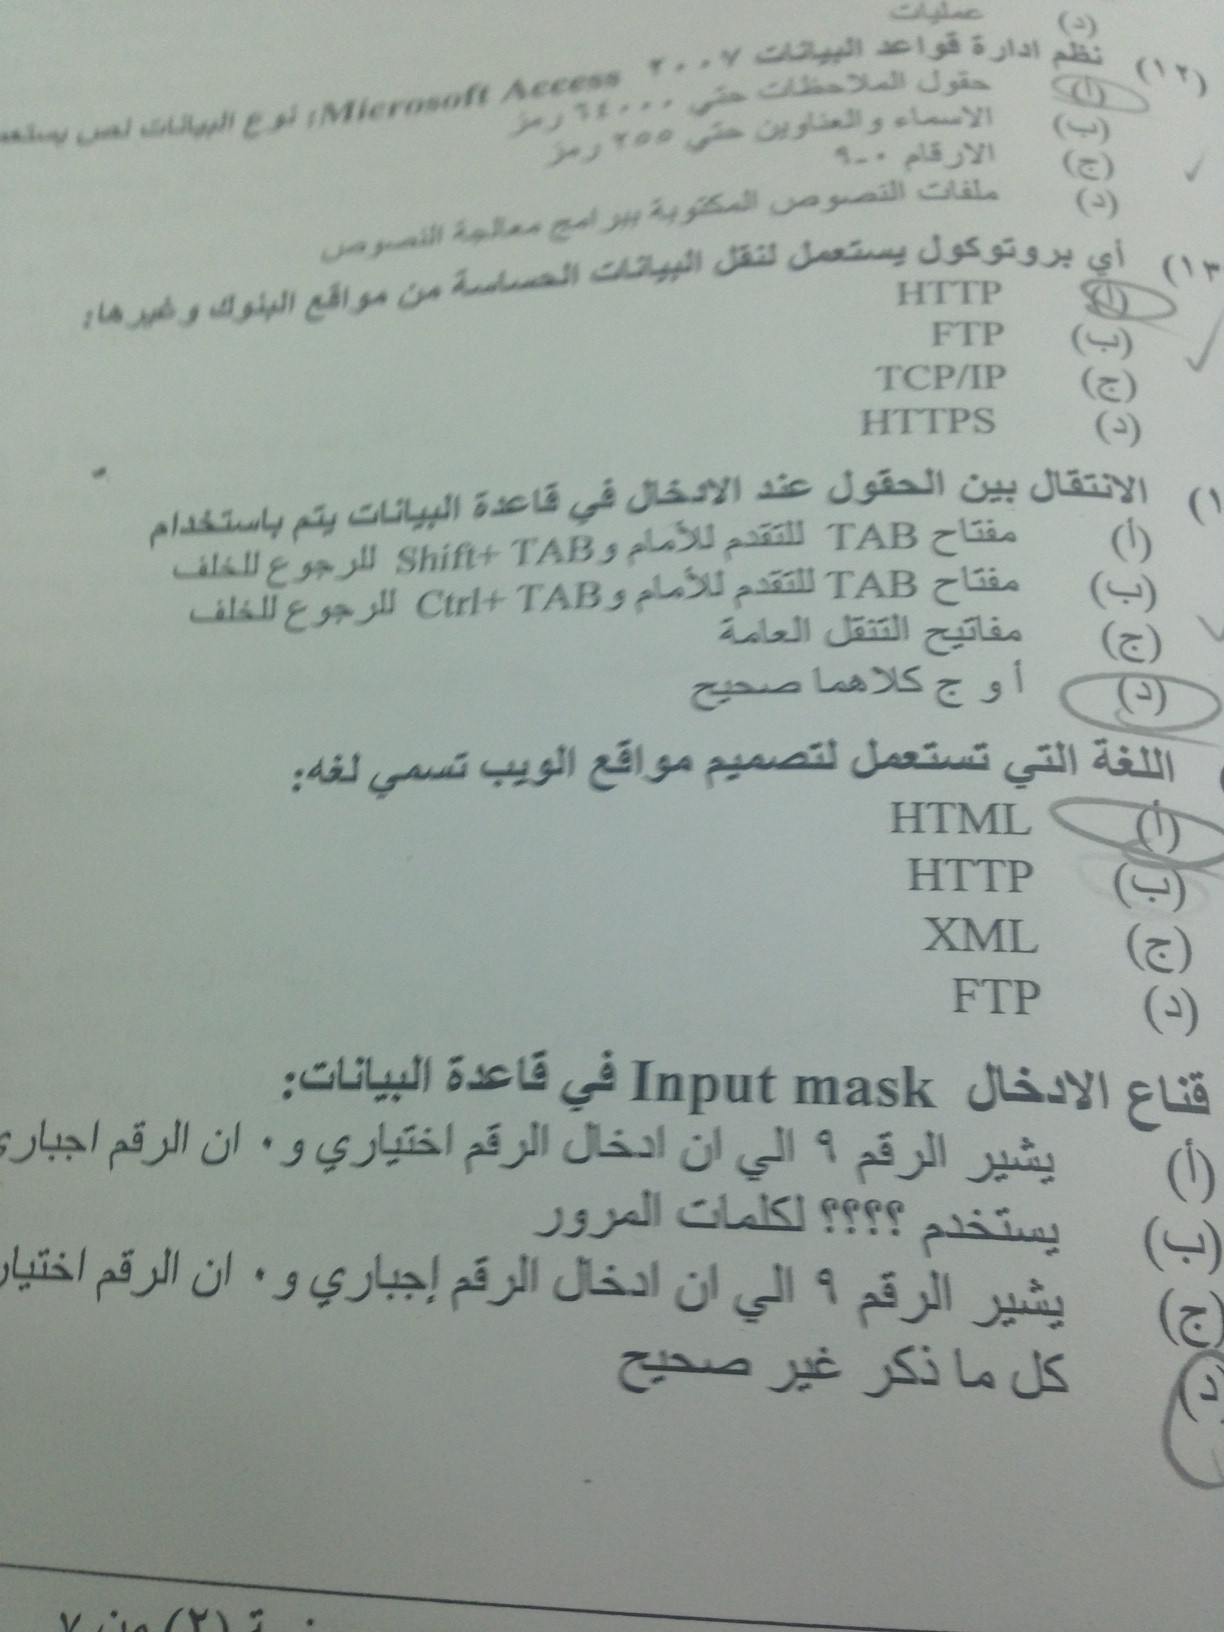 (د) عمليات
(١٢) نظم ادارة قواعد البيانات ٢٠٠٧ Microsoft Access؛ نوع البيانات نص
(أ) حقول الملاحظات حتي ٦٤٠٠٠ رمز
(ب) الاسماء والعناوين حتي ٢٥٥ رمز
(ج) الارقام ٠-٩
(د) ملفات النصوص المكتوبة ببرامج معالجة النصوص
(١٣) أي بروتوكول يستعمل لنقل البيانات الحساسة من مواقع البنوك وغيرها:
(أ) HTTP
(ب) FTP
(ج) TCP/IP
(د) HTTPS
الانتقال بين الحقول عند الادخال في قاعدة البيانات يتم باستخدام
(أ) مفتاح TAB للتقدم للأمام و Shift+ TAB للرجوع للخلف
(ب) مفتاح TAB للتقدم للأمام و Ctrl+ TAB للرجوع للخلف
(ج) مفاتيح التنقل العامة
(د) أ و ج كلاهما صحيح
اللغة التي تستعمل لتصميم مواقع الويب تسمي لغه:
(أ) HTML
(ب) HTTP
(ج) XML
(د) FTP
قناع الادخال Input mask في قاعدة البيانات:
(أ) يشير الرقم ٩ الي ان ادخال الرقم اختياري و ٠ ان الرقم اجباري
(ب) يستخدم ؟؟؟؟ لكلمات المرور
(ج) يشير الرقم ٩ الي ان ادخال الرقم إجباري و ٠ ان الرقم
(د) كل ما ذكر غير صحيح
(٢) من ٧